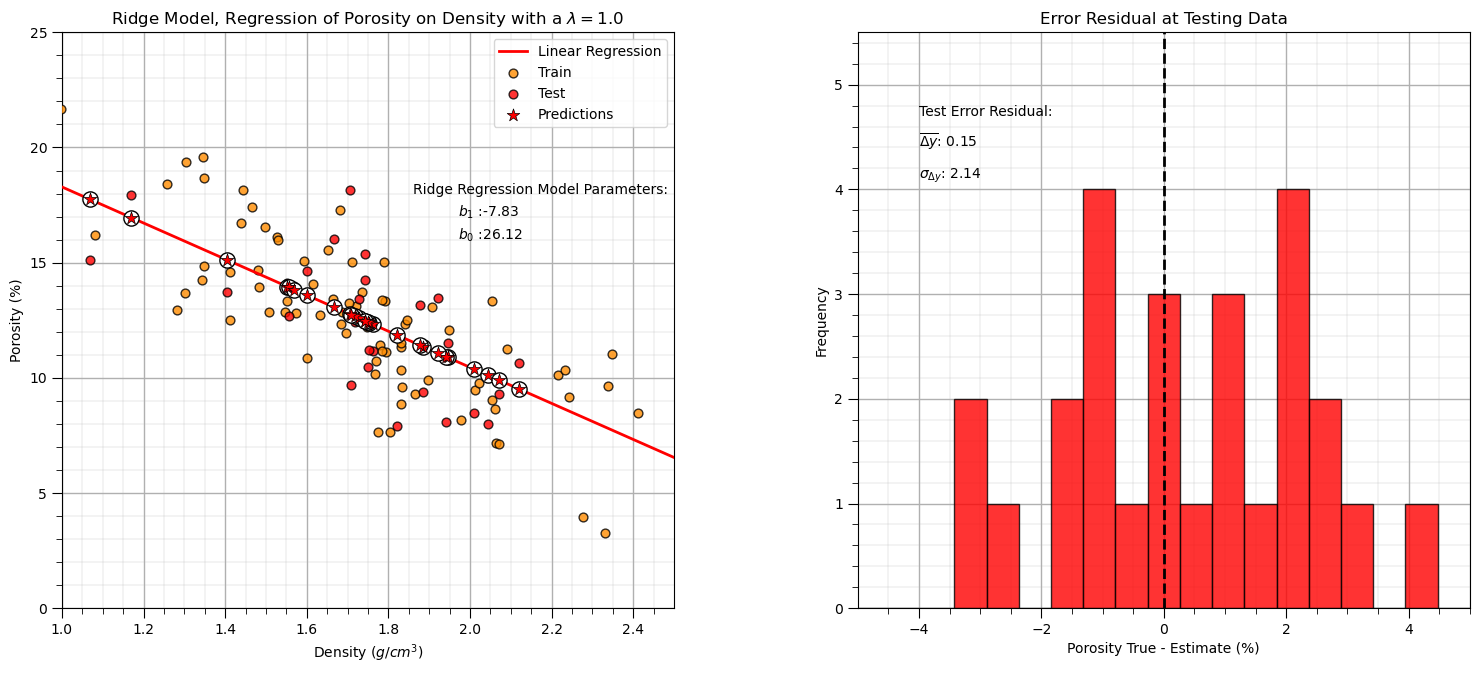 Ridge Model, Regression of Porosity on Density with a λ = 1.0
25
20
15
10
5
0
Porosity (%)
Linear Regression
Train
Test
Predictions
Ridge Regression Model Parameters:
b₁ :-7.83
b₀ :26.12
1.0 1.2 1.4 1.6 1.8 2.0 2.2 2.4
Density (g/cm³)
Error Residual at Testing Data
5
4
3
2
1
0
Frequency
Test Error Residual:
\overline{Δy}: 0.15
σ_{Δy}: 2.14
−4 −2 0 2 4
Porosity True - Estimate (%)